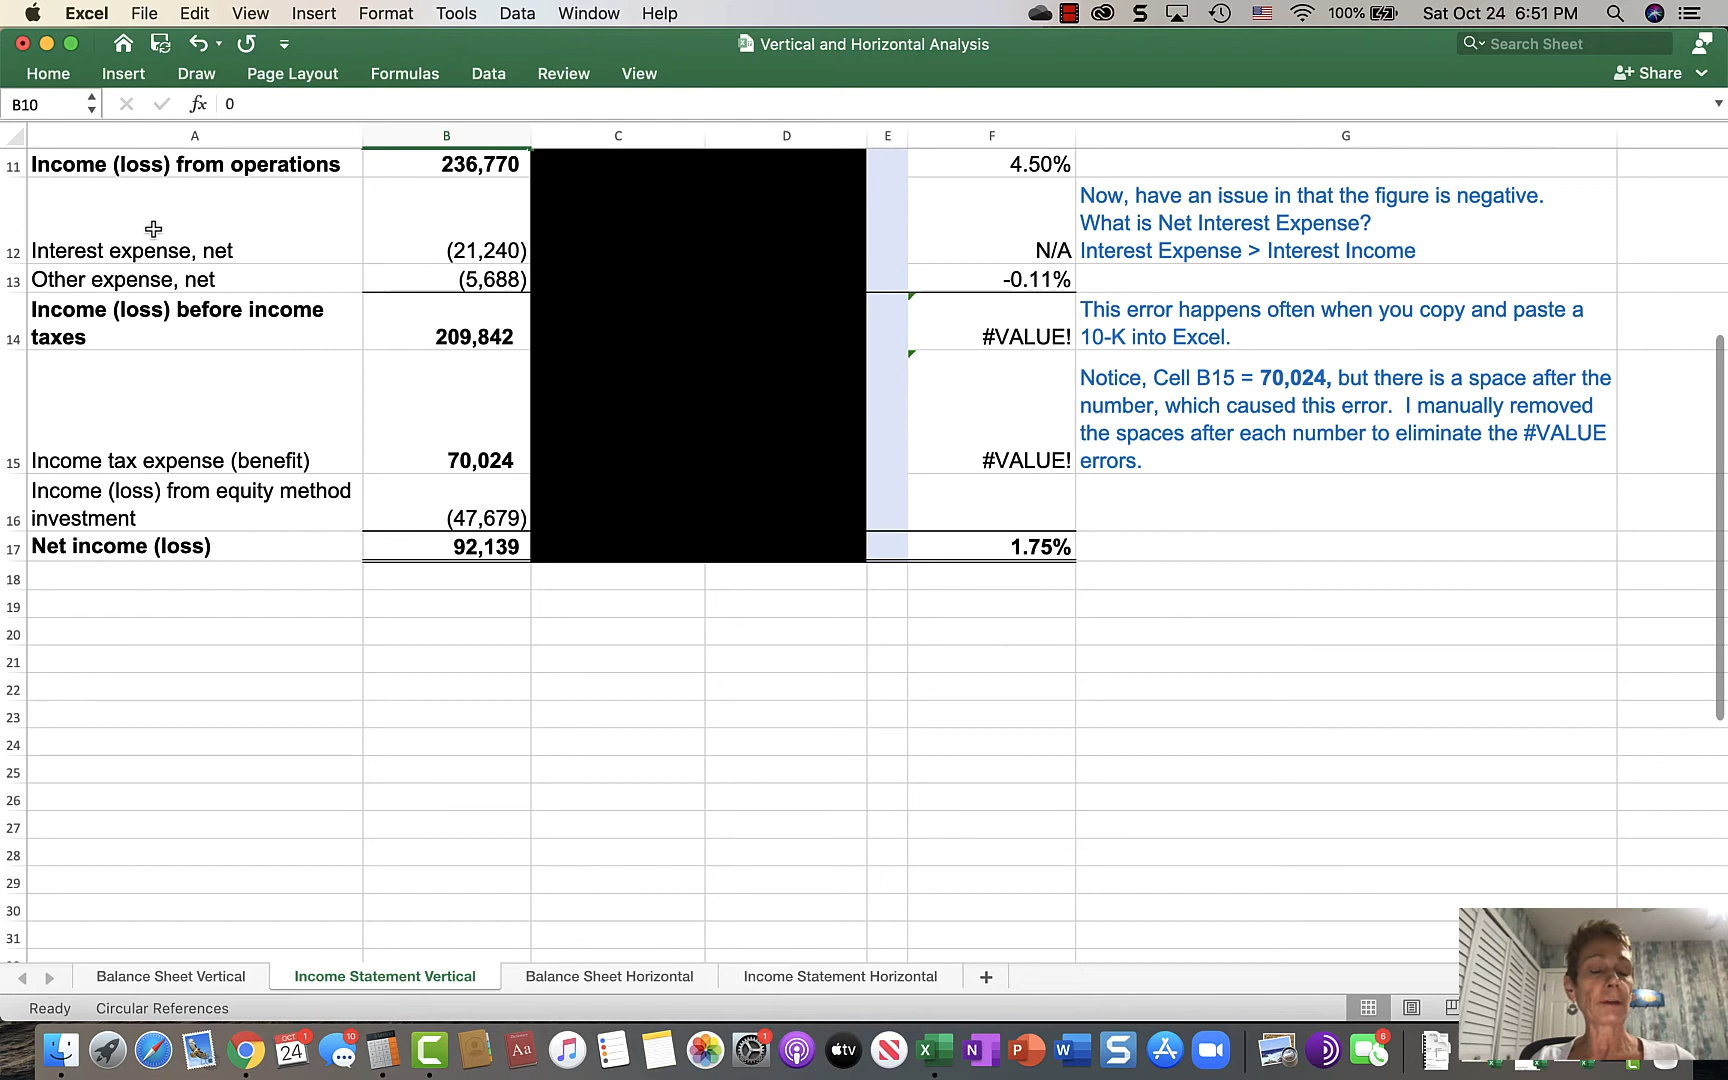 Excel File Edit View Insert Format Tools Data Window Help 100% Sat Oct 24 6:51 PM
Vertical and Horizontal Analysis Search Sheet
Home Insert Draw Page Layout Formulas Data Review View Share
B10 fx 0
A B C D E F G
11 Income (loss) from operations 236,770 4.50%
Now, have an issue in that the figure is negative.
What is Net Interest Expense?
12 Interest expense, net (21,240) N/A Interest Expense > Interest Income
13 Other expense, net (5,688) -0.11%
Income (loss) before income This error happens often when you copy and paste a
14 taxes 209,842 #VALUE! 10-K into Excel.
Notice, Cell B15 = 70,024, but there is a space after the
number, which caused this error. I manually removed
the spaces after each number to eliminate the #VALUE
15 Income tax expense (benefit) 70,024 #VALUE! errors.
Income (loss) from equity method
16 investment (47,679)
17 Net income (loss) 92,139 1.75%
18
19
20
21
22
23
24
25
26
27
28
29
30
31
Balance Sheet Vertical Income Statement Vertical Balance Sheet Horizontal Income Statement Horizontal +
Ready Circular References
OCT 1 10 1 6
24 Aa tv X N P W S